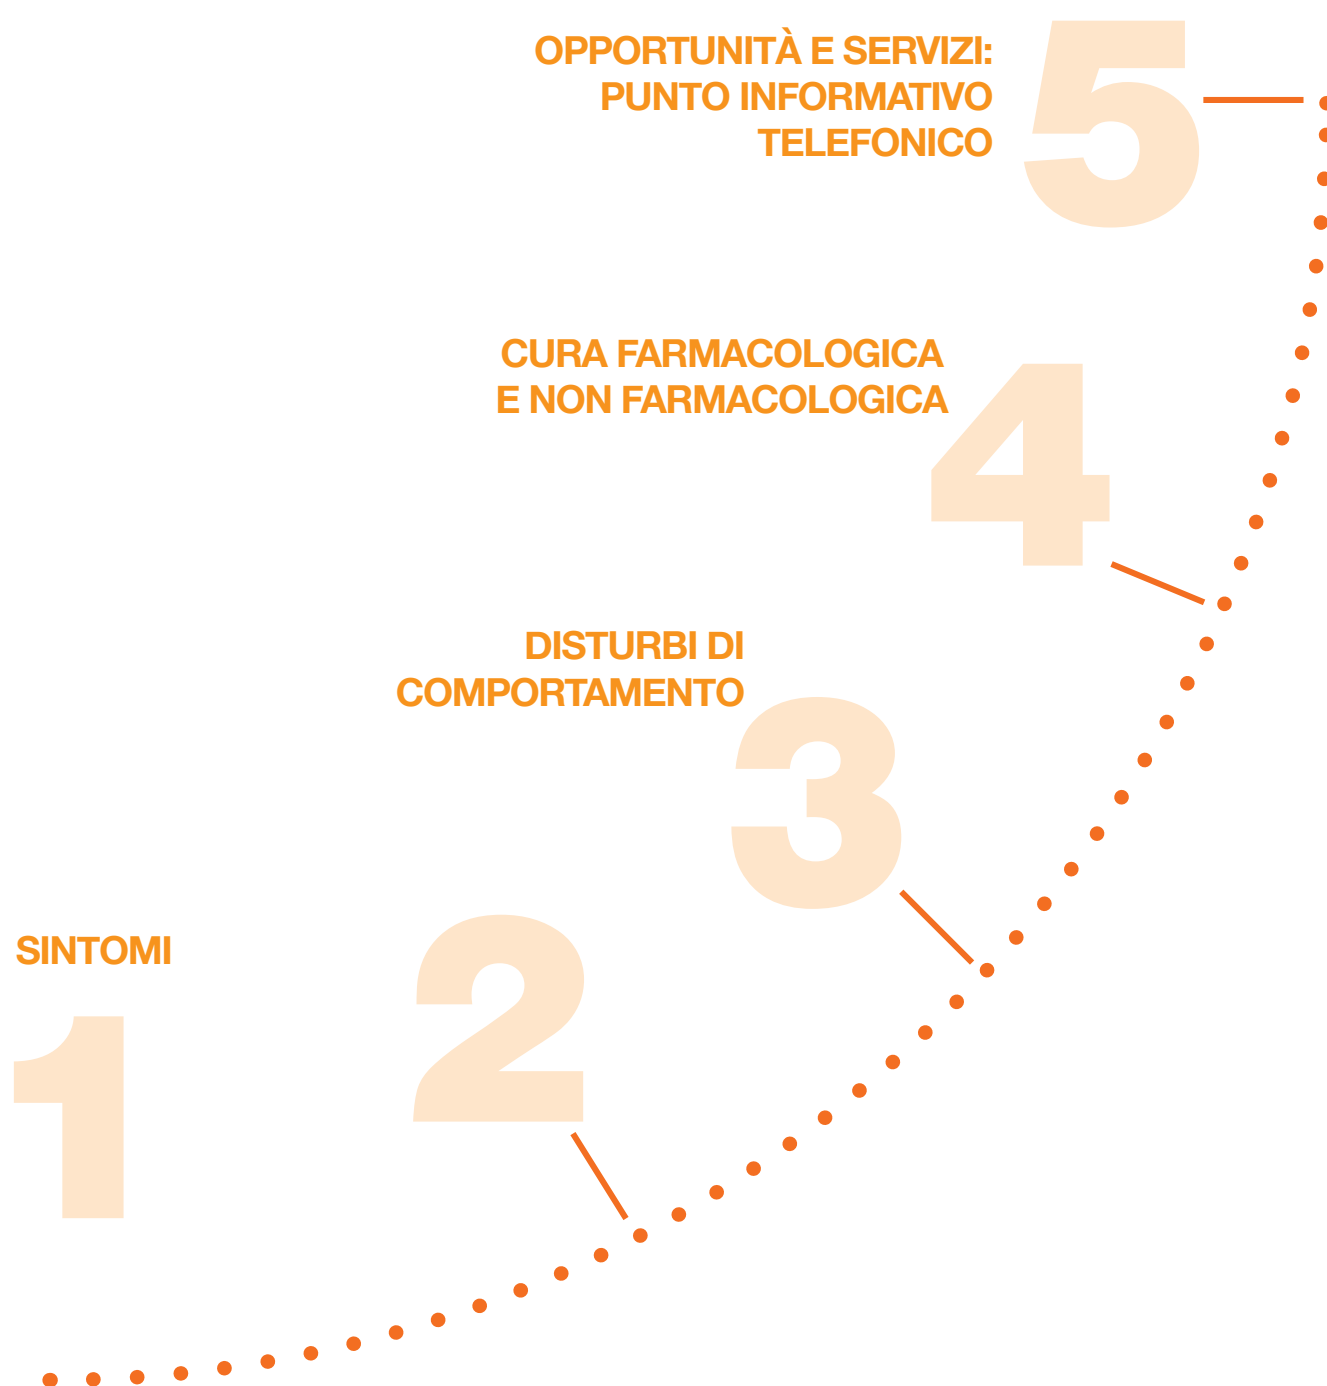 OPPORTUNITÀ E SERVIZI:
PUNTO INFORMATIVO
TELEFONICO
5
CURA FARMACOLOGICA
E NON FARMACOLOGICA
4
DISTURBI DI
COMPORTAMENTO
3
2
SINTOMI
1